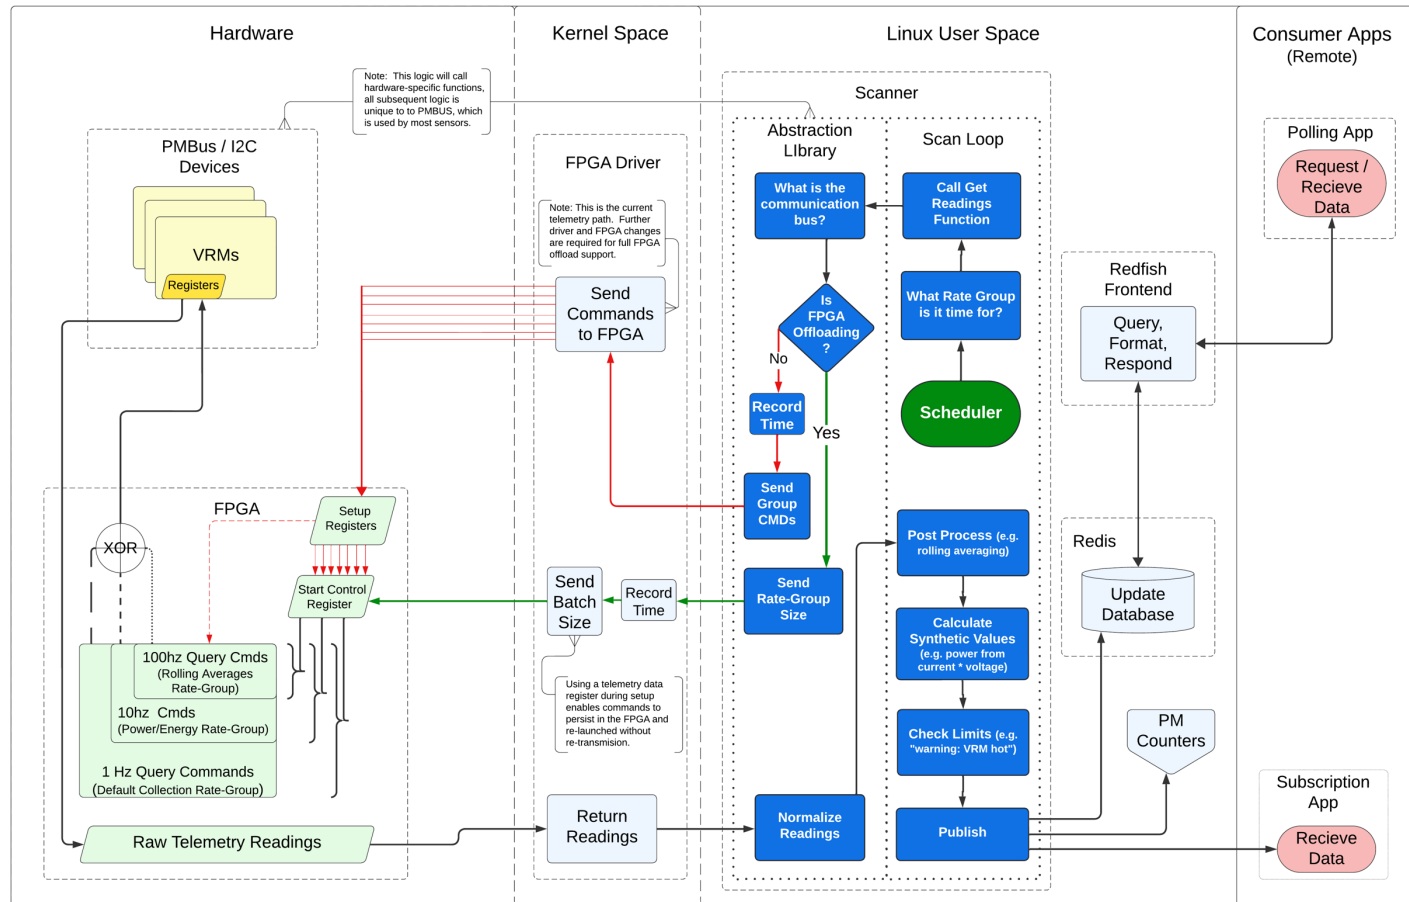 Hardware
Kernel Space
Linux User Space
Consumer Apps
(Remote)
Note:  This logic will call
hardware-specific functions,
all subsequent logic is
unique to to PMBUS, which
is used by most sensors.
PMBus / I2C
Devices
VRMs
Registers
FPGA Driver
Note: This is the current
telemetry path.  Further
driver and FPGA changes
are required for full FPGA
offload support.
Send
Commands
to FPGA
Scanner
Abstraction
LIbrary
Scan Loop
What is the
communication
bus?
Call Get
Readings
Function
Is
FPGA
Offloading
?
What Rate Group
is it time for?
No
Record
Time
Yes
Scheduler
Send
Group
CMDs
Polling App
Request /
Recieve
Data
Redfish
Frontend
Query,
Format,
Respond
FPGA
Setup
Registers
XOR
Start Control
Register
100hz Query Cmds
(Rolling Averages
Rate-Group)
10hz  Cmds
(Power/Energy Rate-Group)
1 Hz Query Commands
(Default Collection Rate-Group)
Raw Telemetry Readings
Send
Batch
Size
Record
Time
Using a telemetry data
register during setup
enables commands to
persist in the FPGA and
re-launched without
re-transmision.
Return
Readings
Send
Rate-Group
Size
Normalize
Readings
Post Process (e.g.
rolling averaging)
Calculate
Synthetic Values
(e.g. power from
current * voltage)
Check Limits (e.g.
"warning: VRM hot")
Publish
Redis
Update
Database
PM
Counters
Subscription
App
Recieve
Data